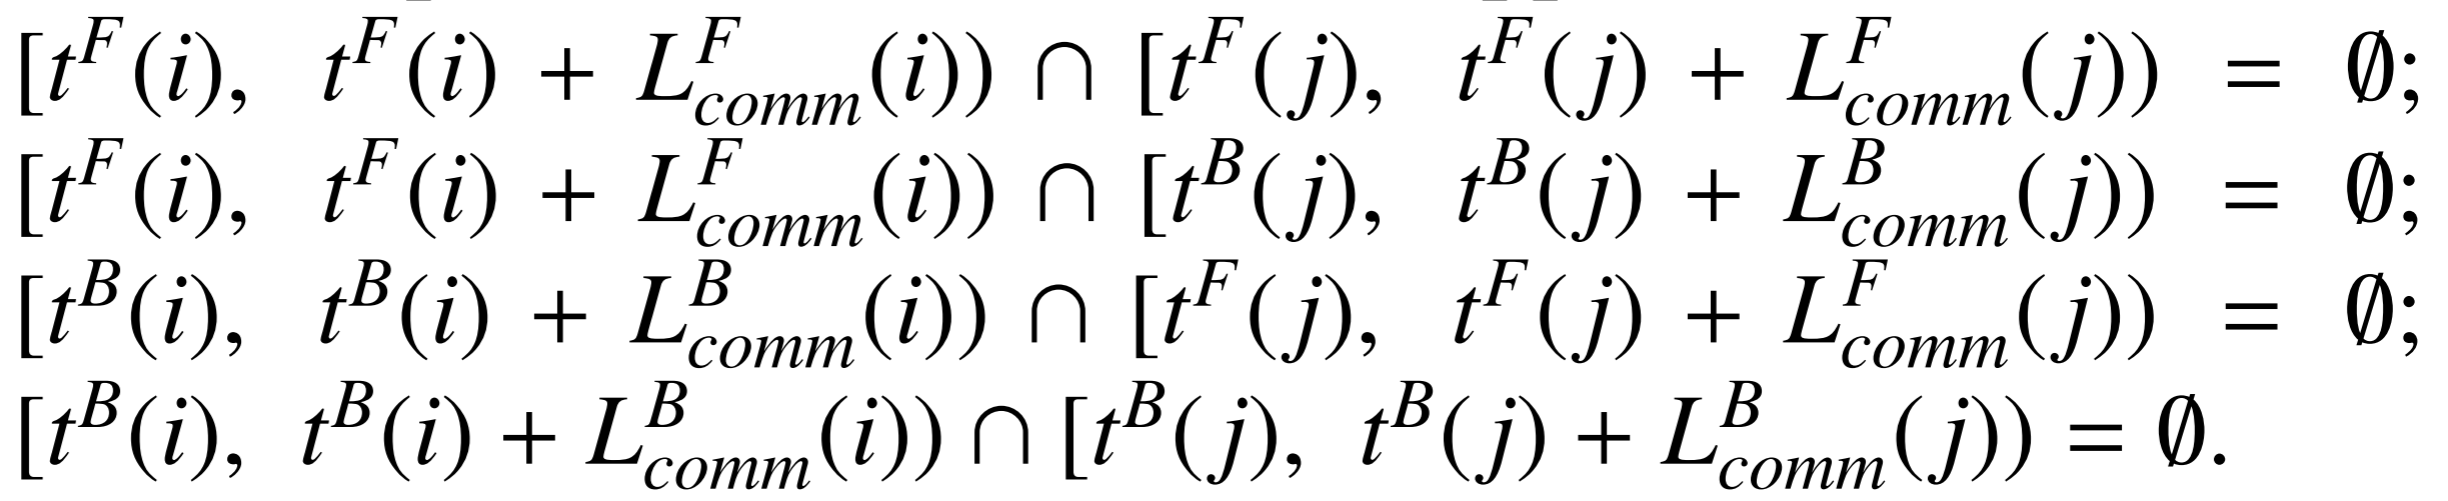 [t^F(i), t^F(i) + L^F_{comm}(i)) ∩ [t^F(j), t^F(j) + L^F_{comm}(j)) = ∅;
[t^F(i), t^F(i) + L^F_{comm}(i)) ∩ [t^B(j), t^B(j) + L^B_{comm}(j)) = ∅;
[t^B(i), t^B(i) + L^B_{comm}(i)) ∩ [t^F(j), t^F(j) + L^F_{comm}(j)) = ∅;
[t^B(i), t^B(i) + L^B_{comm}(i)) ∩ [t^B(j), t^B(j) + L^B_{comm}(j)) = ∅.